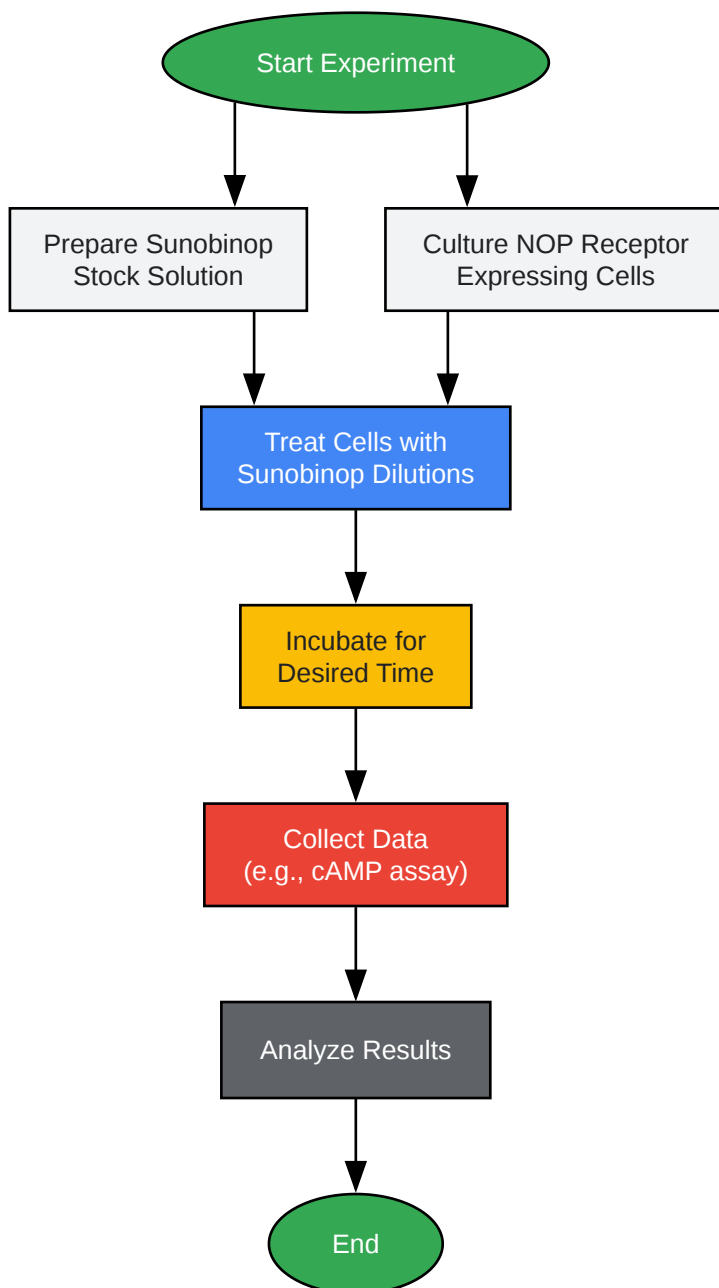 Start Experiment
Prepare Sunobinop
Stock Solution
Culture NOP Receptor
Expressing Cells
Treat Cells with
Sunobinop Dilutions
Incubate for
Desired Time
Collect Data
(e.g., cAMP assay)
Analyze Results
End